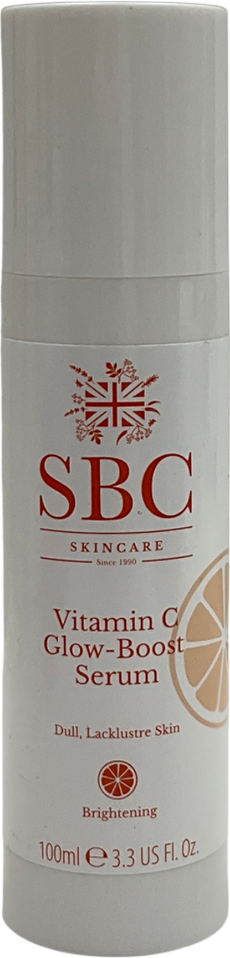 SBC
SKINCARE
Since 1990
Vitamin C
Glow-Boost
Serum
Dull, Lacklustre Skin
Brightening
100ml ℮ 3.3 US Fl. Oz.